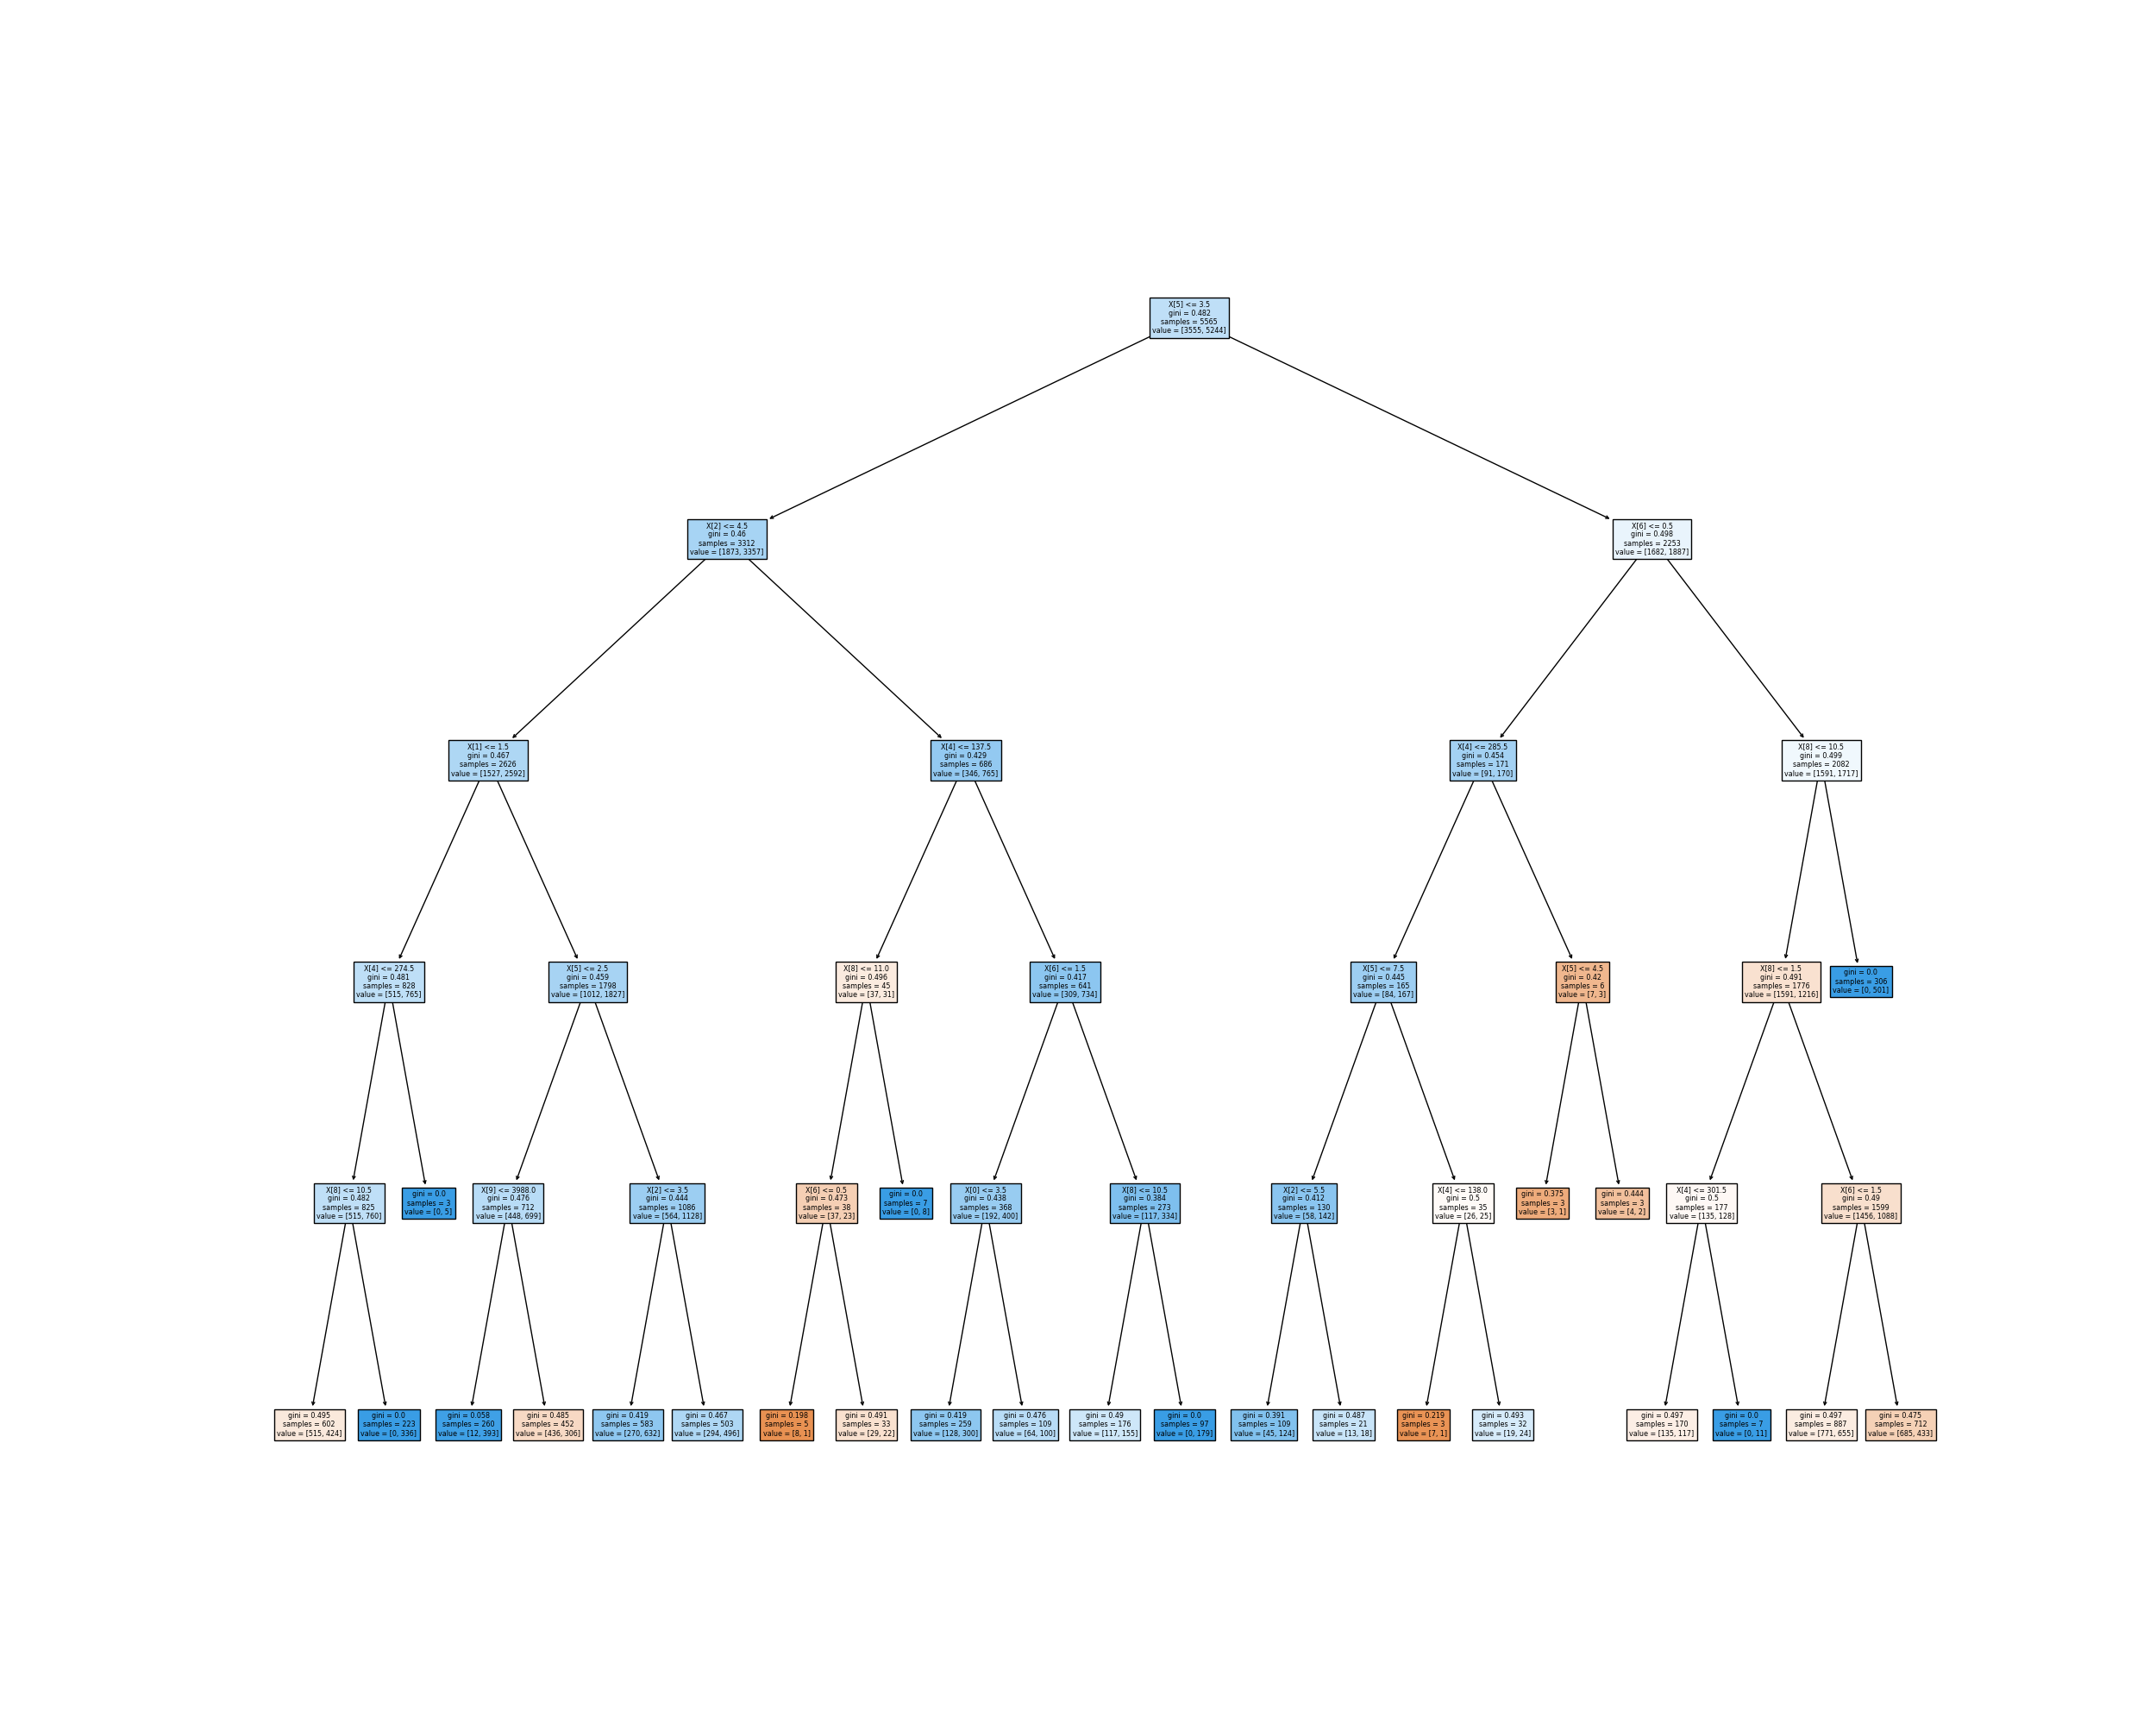 X[5] <= 3.5
gini = 0.482
samples = 5565
value = [3555, 5244]
X[2] <= 4.5
gini = 0.46
samples = 3312
value = [1873, 3357]
X[6] <= 0.5
gini = 0.498
samples = 2253
value = [1682, 1887]
X[1] <= 1.5
gini = 0.467
samples = 2626
value = [1527, 2592]
X[4] <= 137.5
gini = 0.429
samples = 686
value = [346, 765]
X[4] <= 285.5
gini = 0.454
samples = 171
value = [91, 170]
X[8] <= 10.5
gini = 0.499
samples = 2082
value = [1591, 1717]
X[4] <= 274.5
gini = 0.481
samples = 828
value = [515, 765]
X[5] <= 2.5
gini = 0.459
samples = 1798
value = [1012, 1827]
X[8] <= 11.0
gini = 0.496
samples = 45
value = [37, 31]
X[6] <= 1.5
gini = 0.417
samples = 641
value = [309, 734]
X[5] <= 7.5
gini = 0.445
samples = 165
value = [84, 167]
X[5] <= 4.5
gini = 0.42
samples = 6
value = [7, 3]
X[8] <= 1.5
gini = 0.491
samples = 1776
value = [1591, 1216]
gini = 0.0
samples = 306
value = [0, 501]
X[8] <= 10.5
gini = 0.482
samples = 825
value = [515, 760]
gini = 0.0
samples = 3
value = [0, 5]
X[9] <= 3988.0
gini = 0.476
samples = 712
value = [448, 699]
X[2] <= 3.5
gini = 0.444
samples = 1086
value = [564, 1128]
X[6] <= 0.5
gini = 0.473
samples = 38
value = [37, 23]
gini = 0.0
samples = 7
value = [0, 8]
X[0] <= 3.5
gini = 0.438
samples = 368
value = [192, 400]
X[8] <= 10.5
gini = 0.384
samples = 273
value = [117, 334]
X[2] <= 5.5
gini = 0.412
samples = 130
value = [58, 142]
X[4] <= 138.0
gini = 0.5
samples = 35
value = [26, 25]
gini = 0.375
samples = 3
value = [3, 1]
gini = 0.444
samples = 3
value = [4, 2]
X[4] <= 301.5
gini = 0.5
samples = 177
value = [135, 128]
X[6] <= 1.5
gini = 0.49
samples = 1599
value = [1456, 1088]
gini = 0.495
samples = 602
value = [515, 424]
gini = 0.0
samples = 223
value = [0, 336]
gini = 0.058
samples = 260
value = [12, 393]
gini = 0.485
samples = 452
value = [436, 306]
gini = 0.419
samples = 583
value = [270, 632]
gini = 0.467
samples = 503
value = [294, 496]
gini = 0.198
samples = 5
value = [8, 1]
gini = 0.491
samples = 33
value = [29, 22]
gini = 0.419
samples = 259
value = [128, 300]
gini = 0.476
samples = 109
value = [64, 100]
gini = 0.49
samples = 176
value = [117, 155]
gini = 0.0
samples = 97
value = [0, 179]
gini = 0.391
samples = 109
value = [45, 124]
gini = 0.487
samples = 21
value = [13, 18]
gini = 0.219
samples = 3
value = [7, 1]
gini = 0.493
samples = 32
value = [19, 24]
gini = 0.497
samples = 170
value = [135, 117]
gini = 0.0
samples = 7
value = [0, 11]
gini = 0.497
samples = 887
value = [771, 655]
gini = 0.475
samples = 712
value = [685, 433]